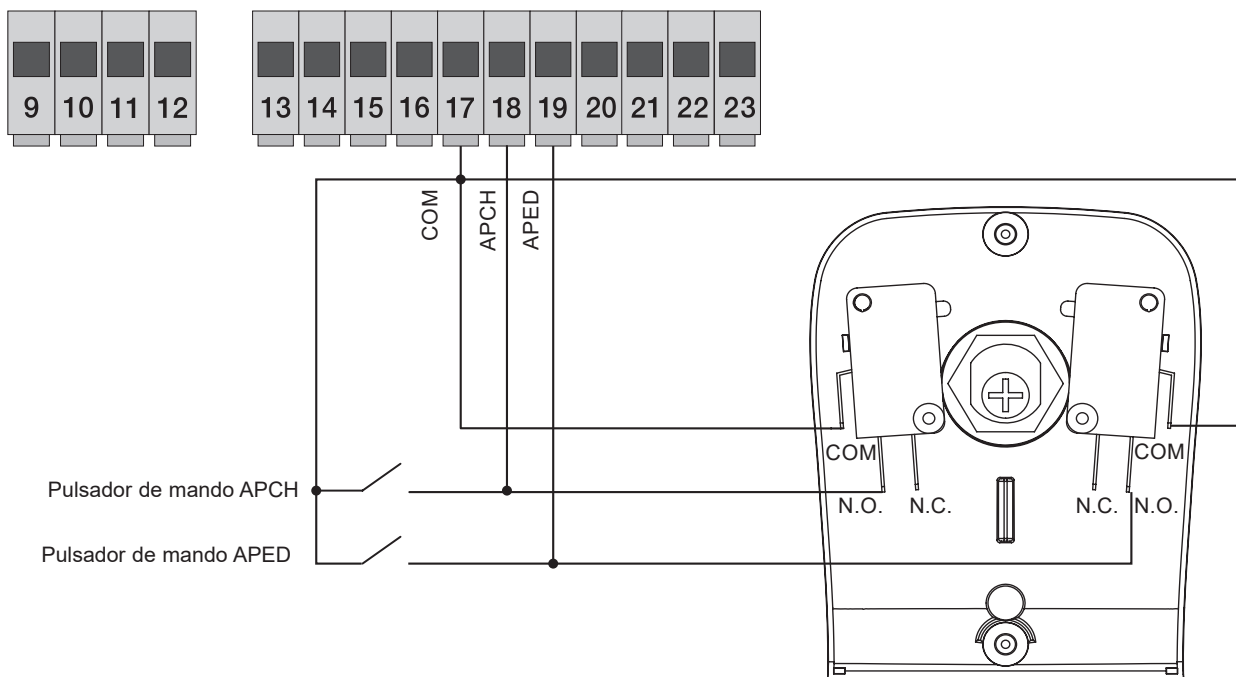 9 10 11 12 13 14 15 16 17 18 19 20 21 22 23
COM APCH APED
COM COM
Pulsador de mando APCH
N.O. N.C. N.C. N.O.
Pulsador de mando APED